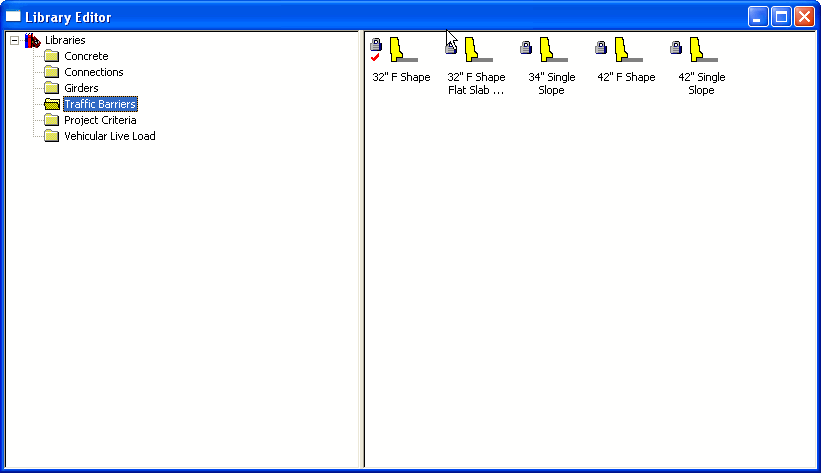 Library Editor
Libraries
Concrete
Connections
Girders
Traffic Barriers
Project Criteria
Vehicular Live Load
32" F Shape
32" F Shape
Flat Slab ...
34" Single
Slope
42" F Shape
42" Single
Slope